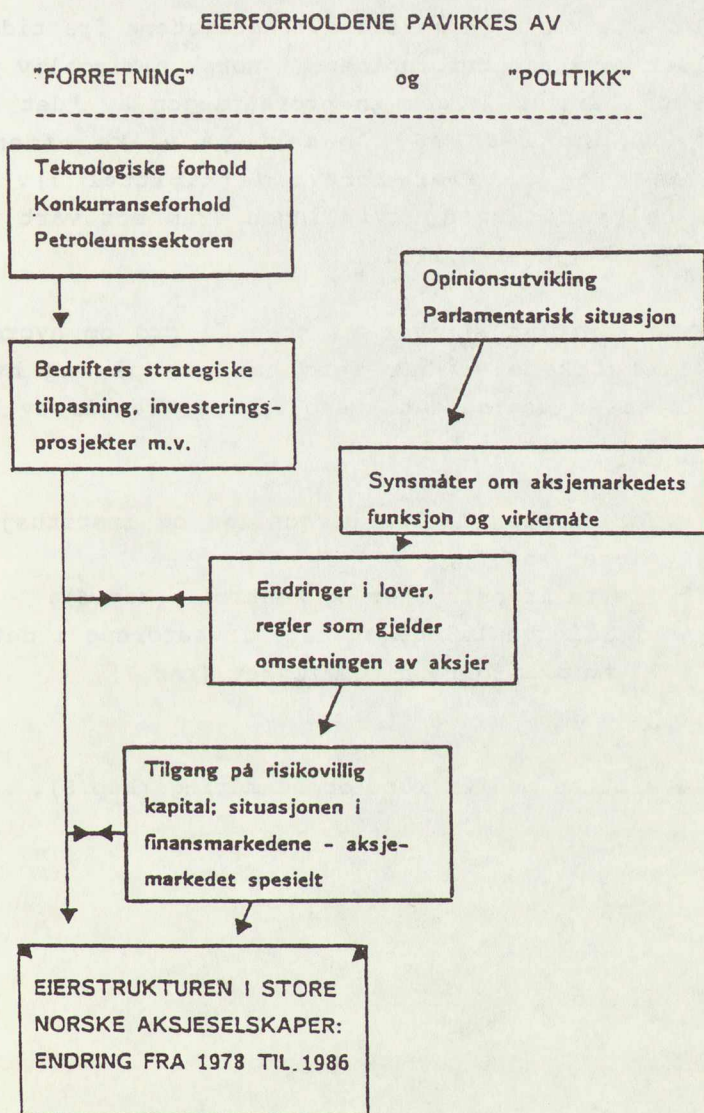 EIERFORHOLDENE PAVIRKES AV
"FORRETNING" og "POLITIKK"
Teknologiske forhold
Konkurranseforhold
Petroleumssektoren
Opinionsutvikling
Parlamentarisk situasjon
Bedrifters strategiske
tilpasning, investerings-
prosjekter m.v.
Synsmåter om aksjemarkedets
funksjon og virkemåte
Endringer i lover,
regler som gjelder
omsetningen av aksjer
Tilgang på risikovillig
kapital; situasjonen i
finansmarkedene - aksje-
markedet spesielt
EIERSTRUKTUREN I STORE
NORSKE AKSJESELSKAPER:
ENDRING FRA 1978 TIL.1986